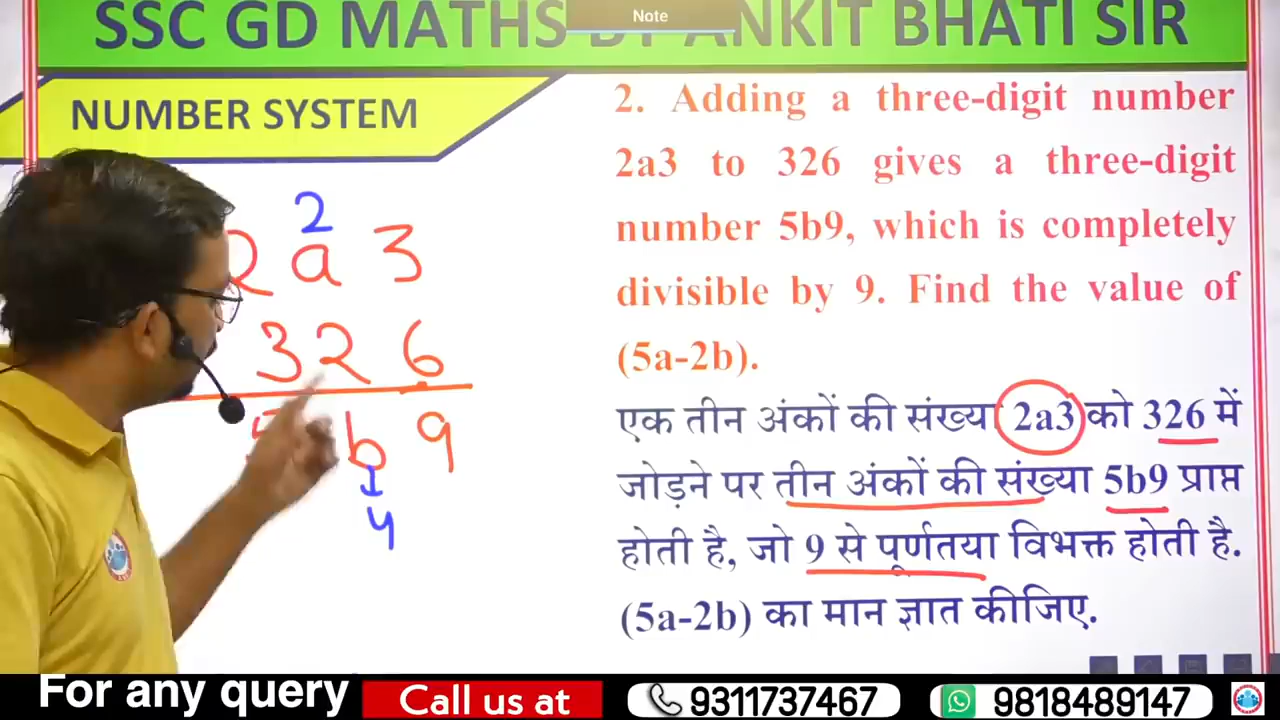 SSC GD MATHS BY ANKIT BHATI SIR
Note
NUMBER SYSTEM
2. Adding a three-digit number
2a3 to 326 gives a three-digit
number 5b9, which is completely
divisible by 9. Find the value of
(5a-2b).
एक तीन अंकों की संख्या 2a3 को 326 में
जोड़ने पर तीन अंकों की संख्या 5b9 प्राप्त
होती है, जो 9 से पूर्णतया विभक्त होती है.
(5a-2b) का मान ज्ञात कीजिए.
2
2 a 3
3 2 6
b 9
4
For any query
Call us at
9311737467
9818489147